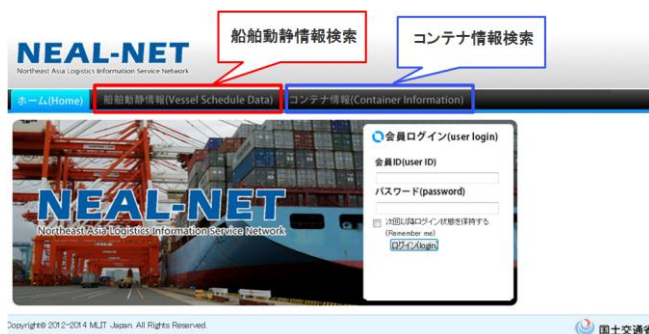 船舶動静情報検索
コンテナ情報検索
NEAL-NET
Northeast Asia Logistics Information Service Network
ホーム(Home)
船舶動静情報(Vessel Schedule Data)
コンテナ情報(Container Information)
NEAL-NET
Northeast Asia Logistics Information Service Network
会員ログイン(user login)
会員ID(user ID)
パスワード(password)
次回以降ログイン状態を保持する
(Remember me)
ログイン(login)
Copyright© 2012-2014 MLIT Japan. All Rights Reserved.
国土交通省